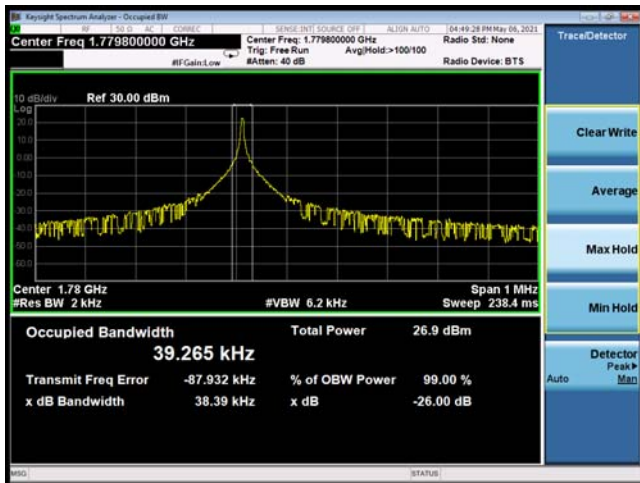 Keysight Spectrum Analyzer - Occupied BW
RF 50 Ω AC CORREC SENSE:INT SOURCE OFF ALIGN AUTO 04:49:28 PM May 06, 2021
Center Freq 1.779800000 GHz
Center Freq: 1.779800000 GHz
Radio Std: None
Trig: Free Run Avg|Hold:>100/100
#IFGain:Low #Atten: 40 dB Radio Device: BTS
10 dB/div Ref 30.00 dBm
Log
20.0
10.0
0.00
-10.0
-20.0
-30.0
-40.0
-50.0
-60.0
Center 1.78 GHz Span 1 MHz
#Res BW 2 kHz #VBW 6.2 kHz Sweep 238.4 ms
Occupied Bandwidth Total Power 26.9 dBm
39.265 kHz
Transmit Freq Error -87.932 kHz % of OBW Power 99.00 %
x dB Bandwidth 38.39 kHz x dB -26.00 dB
MSG STATUS
Trace/Detector
Clear Write
Average
Max Hold
Min Hold
Detector
Peak▶
Auto Man